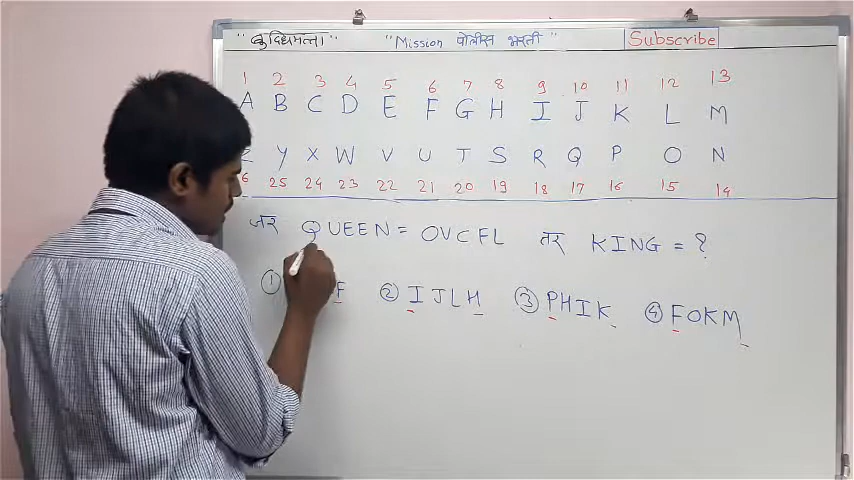 "बुद्धिमत्ता" "Mission पोलीस भरती" Subscribe
1 2 3 4 5 6 7 8 9 10 11 12 13
A B C D E F G H I J K L M
Z Y X W V U T S R Q P O N
6 25 24 23 22 21 20 19 18 17 16 15 14
जर QUEEN = OVCFL तर KING = ?
① F ② IJLH ③ PHIK ④ FOKM